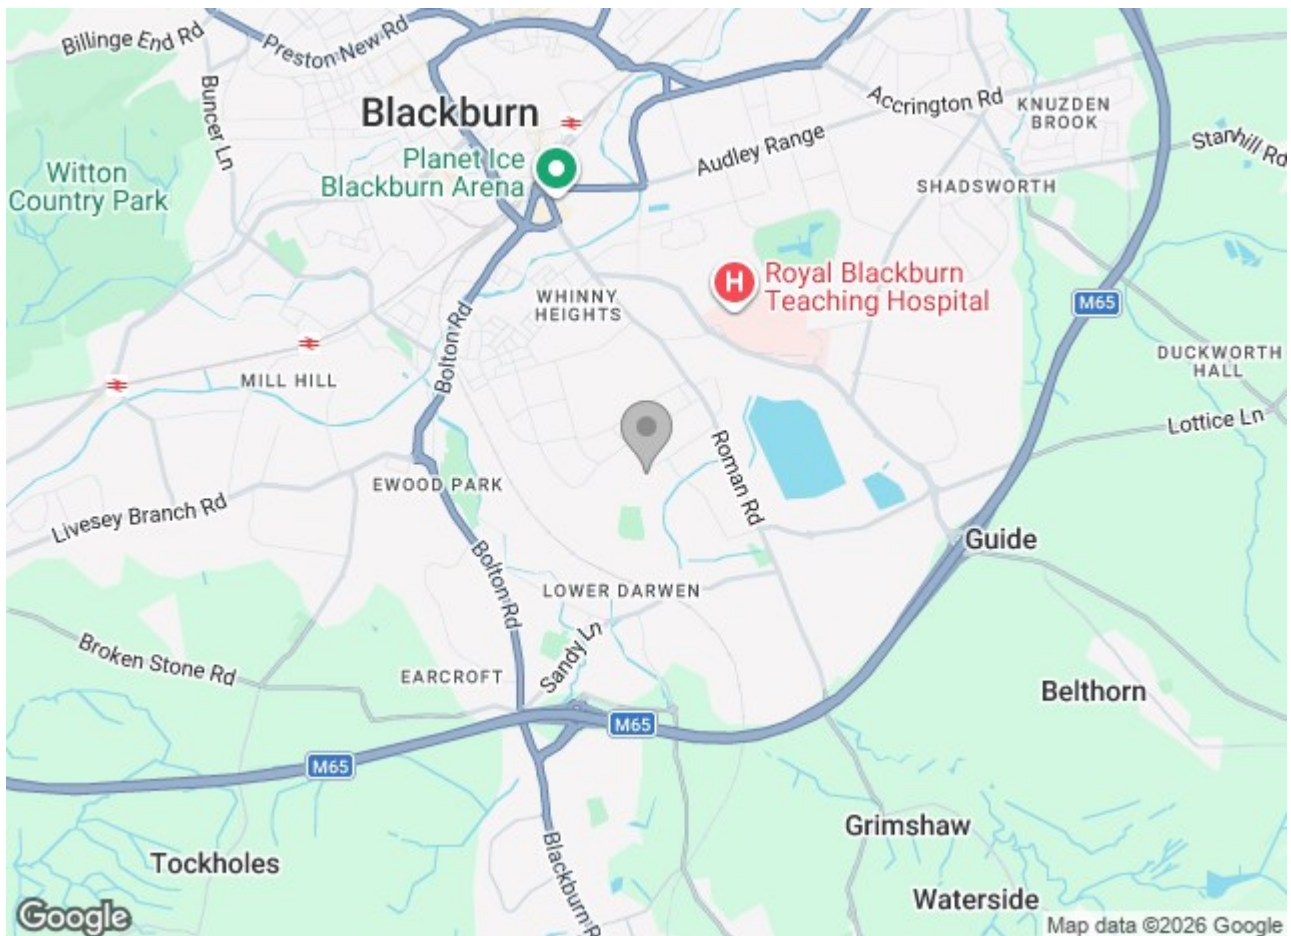 Billinge End Rd
Preston New Rd
Buncer Ln
Blackburn
Accrington Rd
KNUZDEN
BROOK
Audley Range
Stanhill Rd
Planet Ice
Blackburn Arena
Witton
Country Park
SHADSWORTH
H
Royal Blackburn
Teaching Hospital
WHINNY
HEIGHTS
M65
Bolton Rd
MILL HILL
DUCKWORTH
HALL
Lottice Ln
Roman Rd
EWOOD PARK
Livesey Branch Rd
Guide
Bolton Rd
LOWER DARWEN
Sandy Ln
Broken Stone Rd
EARCROFT
Belthorn
M65
M65
Grimshaw
Tockholes
Blackburn R
Waterside
Google
Map data ©2026 Google